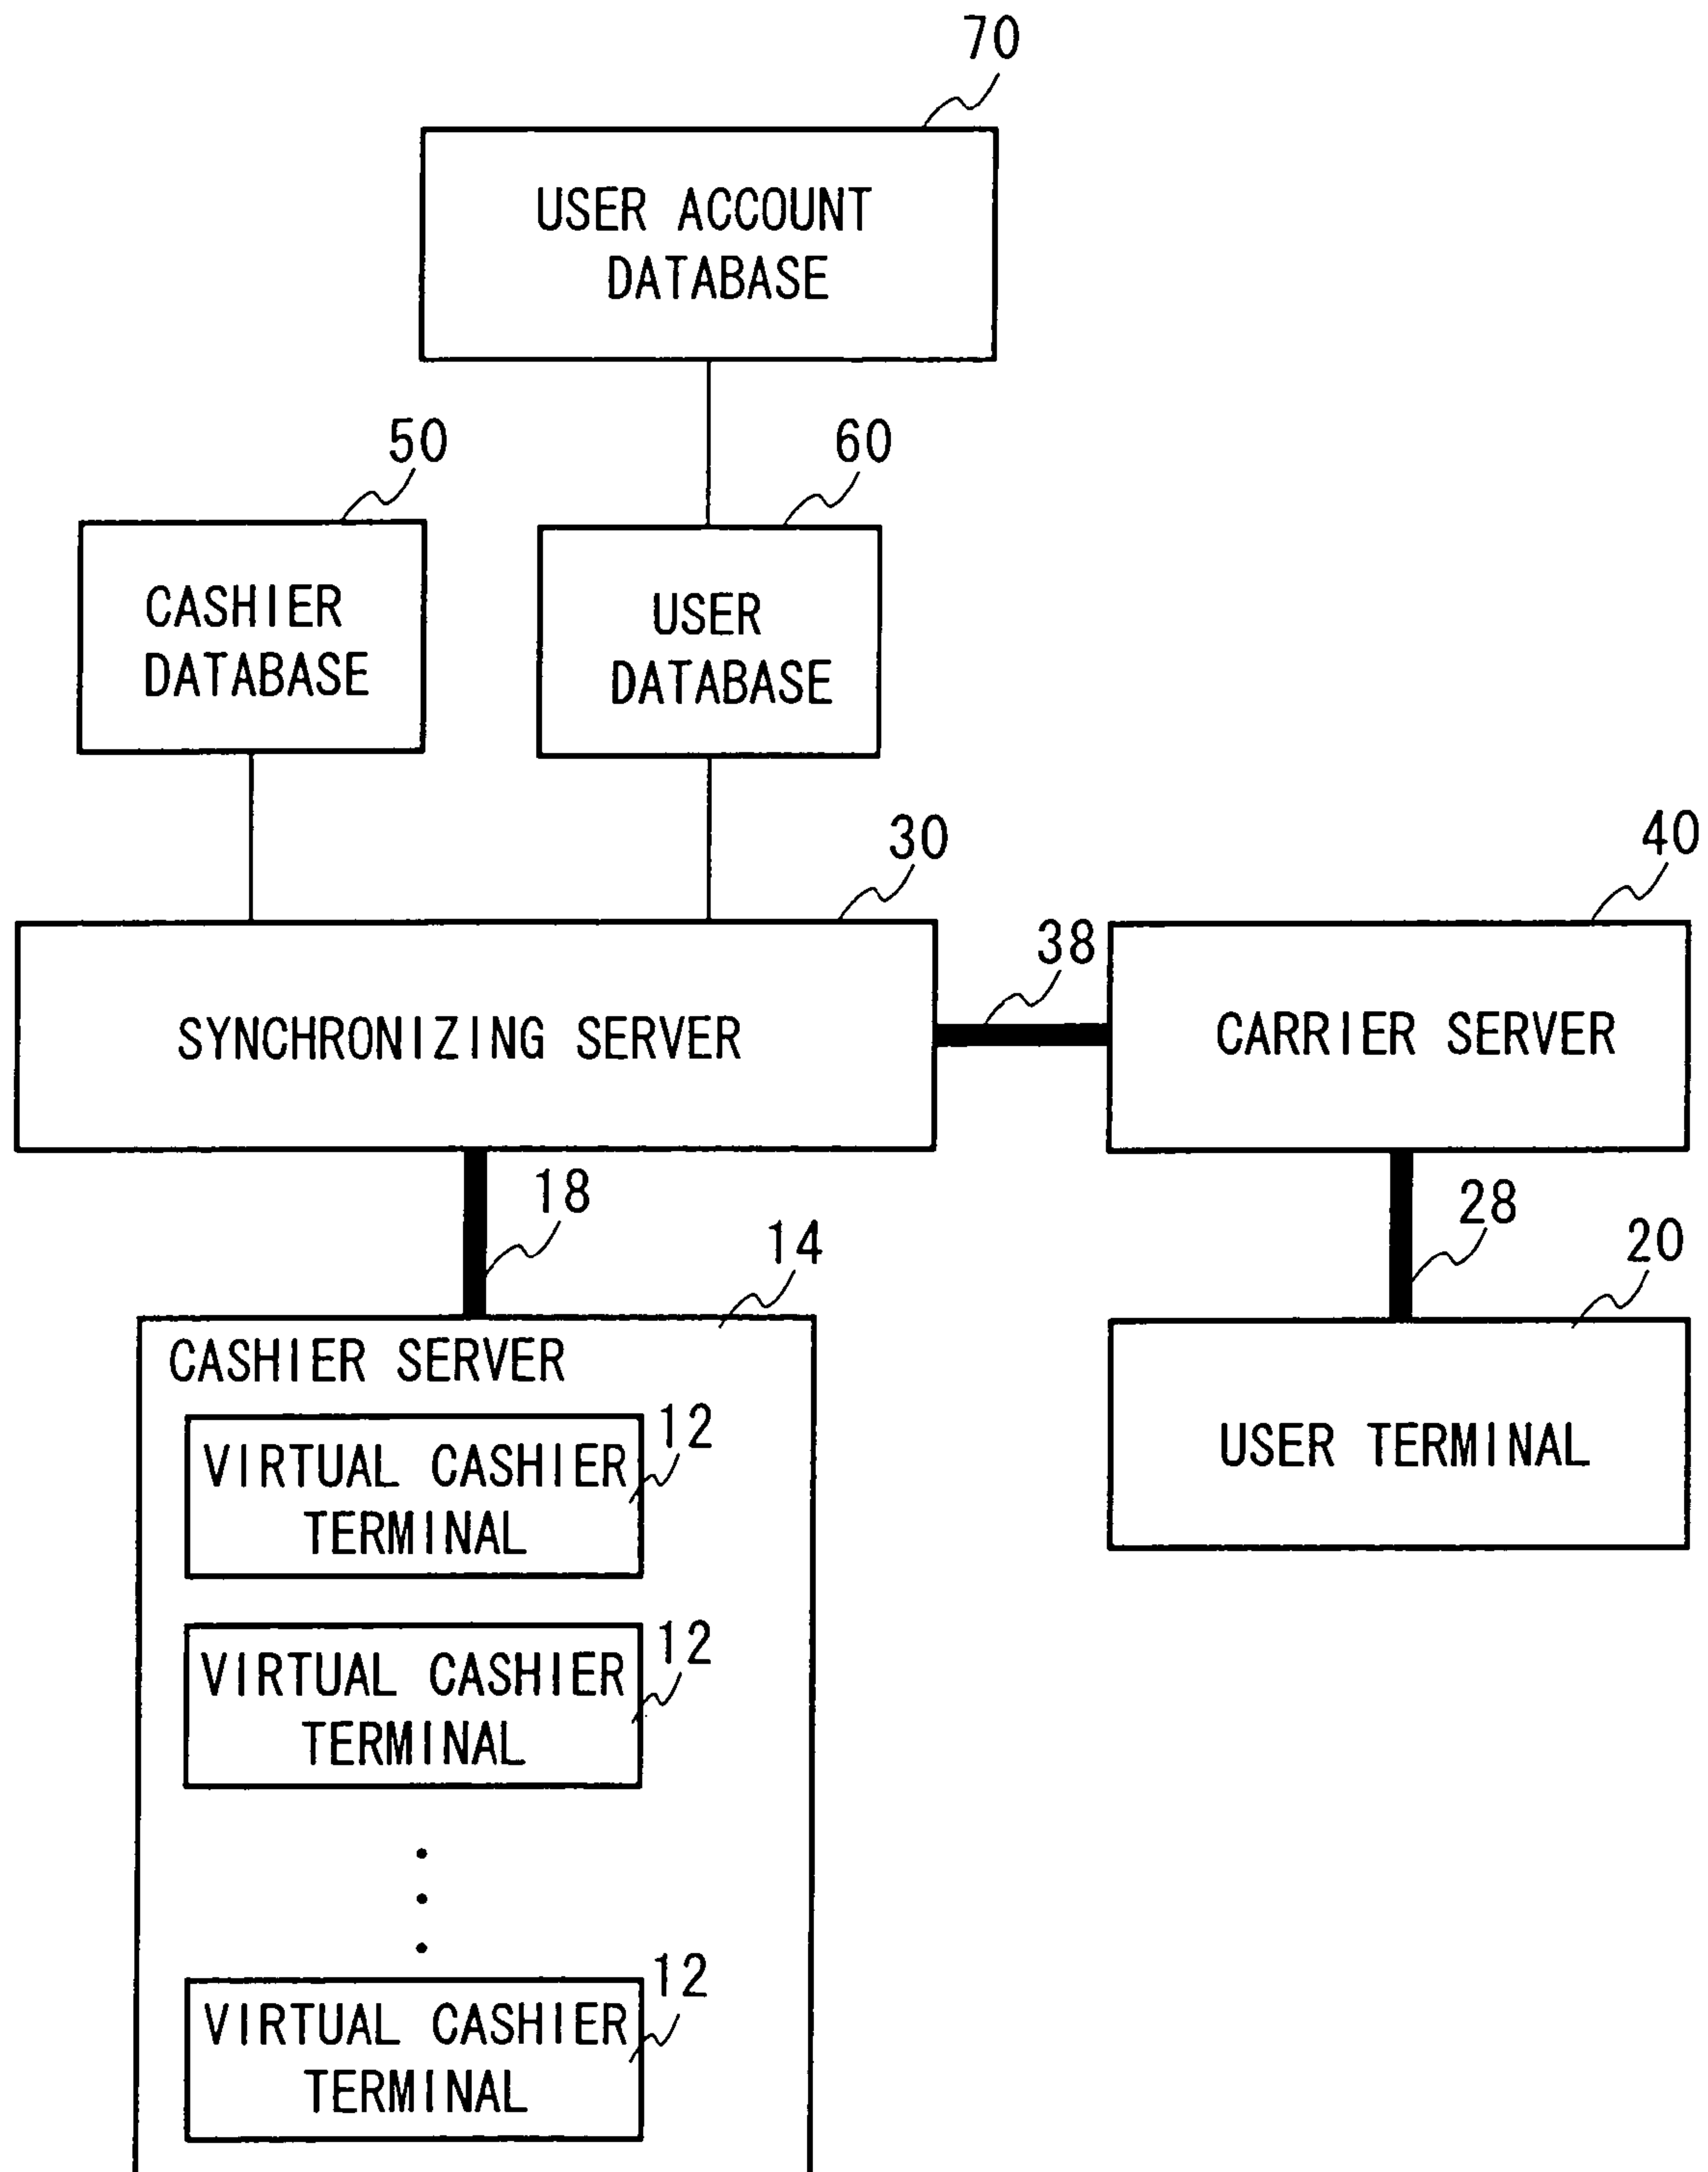 70
USER ACCOUNT
DATABASE
50
60
CASHIER
DATABASE
USER
DATABASE
30
40
38
SYNCHRONIZING SERVER
CARRIER SERVER
18
28
14
20
CASHIER SERVER
12
VIRTUAL CASHIER
TERMINAL
USER TERMINAL
12
VIRTUAL CASHIER
TERMINAL
12
VIRTUAL CASHIER
TERMINAL